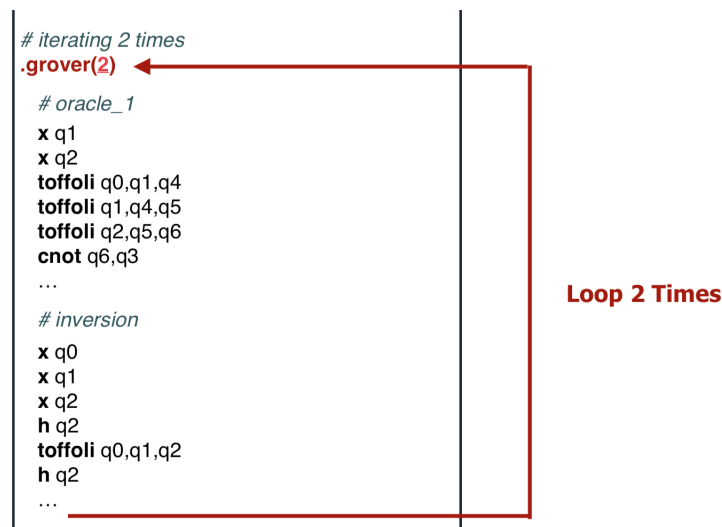 # iterating 2 times
.grover(2)
# oracle_1
x q1
x q2
toffoli q0,q1,q4
toffoli q1,q4,q5
toffoli q2,q5,q6
cnot q6,q3
...
# inversion
x q0
x q1
x q2
h q2
toffoli q0,q1,q2
h q2
...
Loop 2 Times